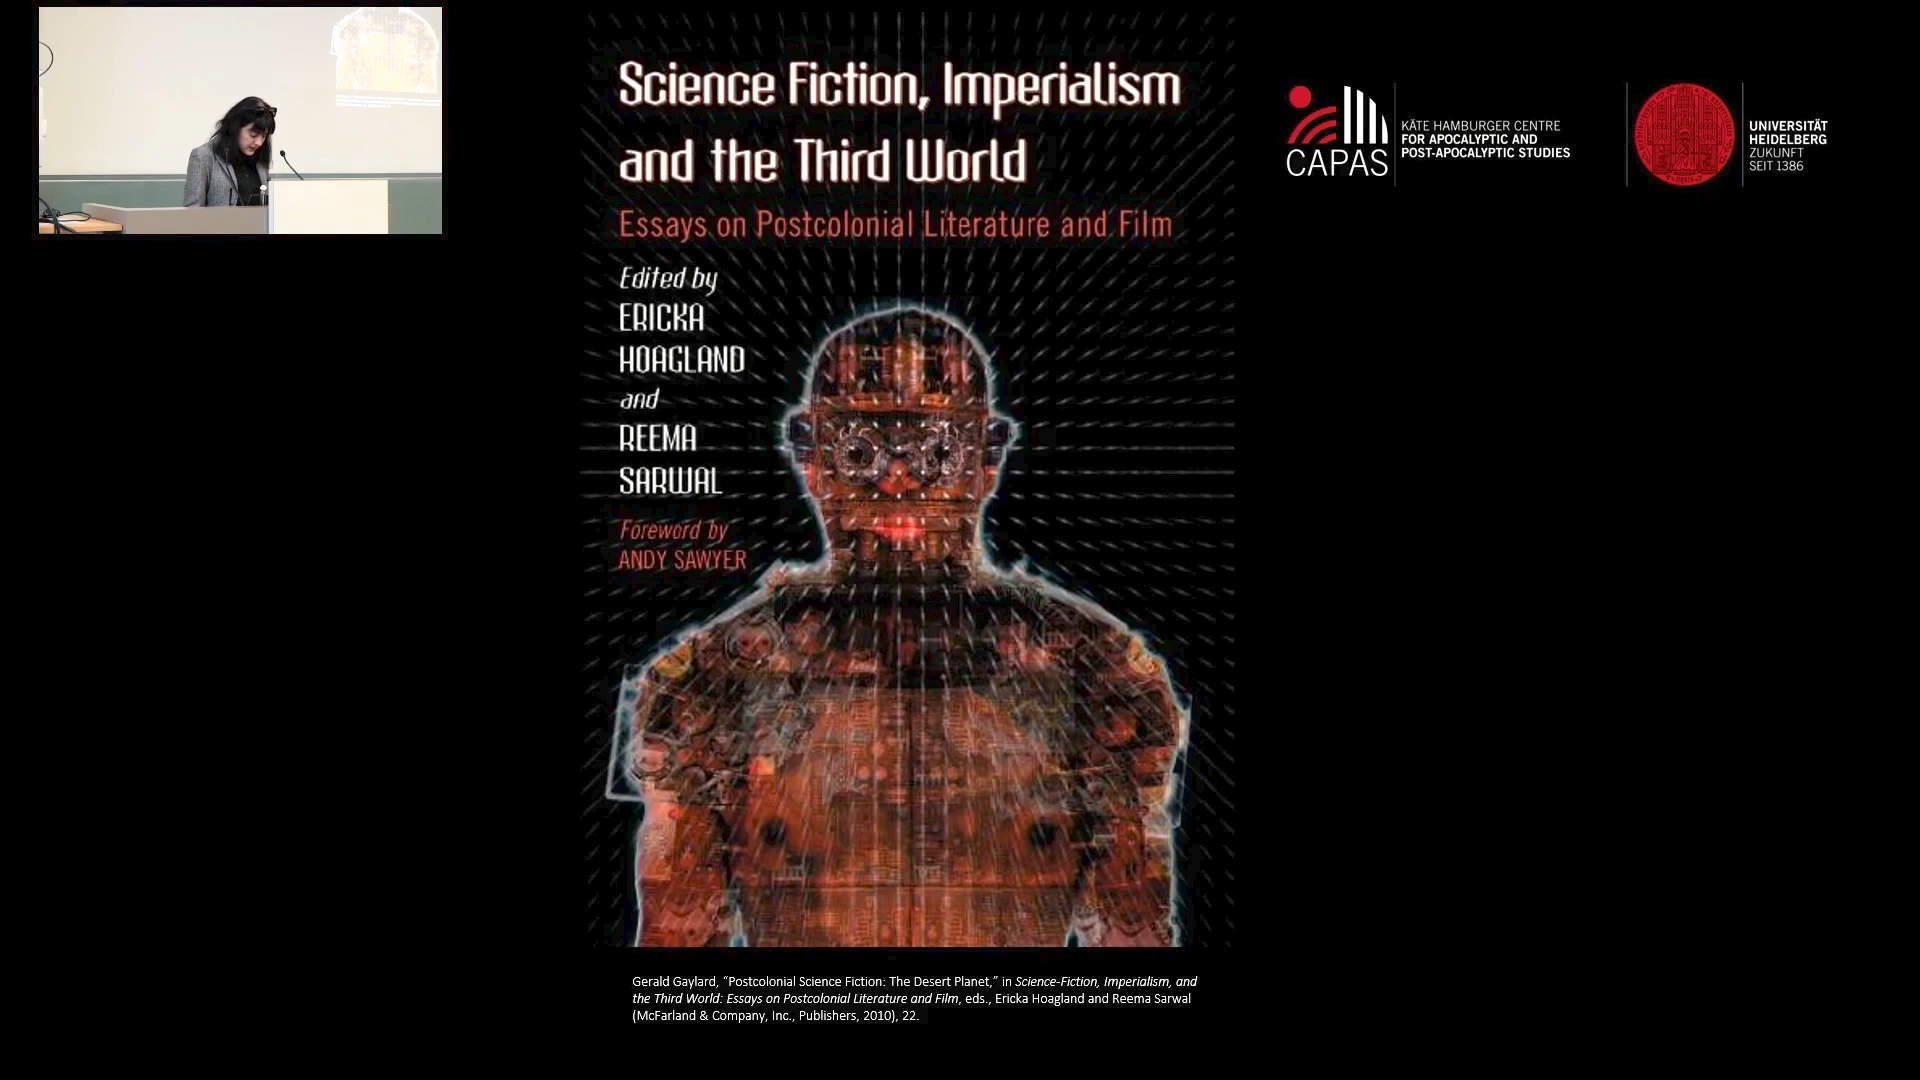 Science Fiction, Imperialism
and the Third World
Essays on Postcolonial Literature and Film
Edited by
ERICKA
HOAGLAND
and
REEMA
SARWAL
Foreword by
ANDY SAWYER
CAPAS
KÄTE HAMBURGER CENTRE
FOR APOCALYPTIC AND
POST-APOCALYPTIC STUDIES
UNIVERSITÄT
HEIDELBERG
ZUKUNFT
SEIT 1386
Gerald Gaylard, “Postcolonial Science Fiction: The Desert Planet,” in Science-Fiction, Imperialism, and
the Third World: Essays on Postcolonial Literature and Film, eds., Ericka Hoagland and Reema Sarwal
(McFarland & Company, Inc., Publishers, 2010), 22.